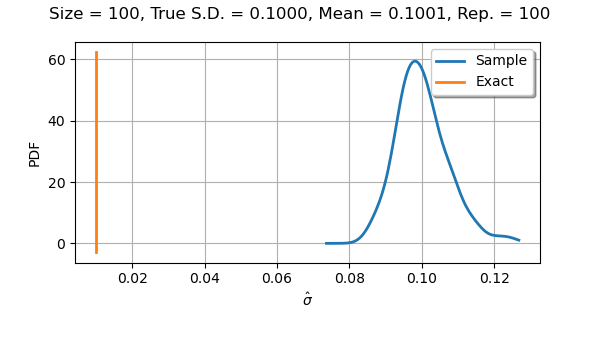 Size = 100, True S.D. = 0.1000, Mean = 0.1001, Rep. = 100
Sample
Exact
60
40
20
0
PDF
0.02 0.04 0.06 0.08 0.10 0.12
σ̂